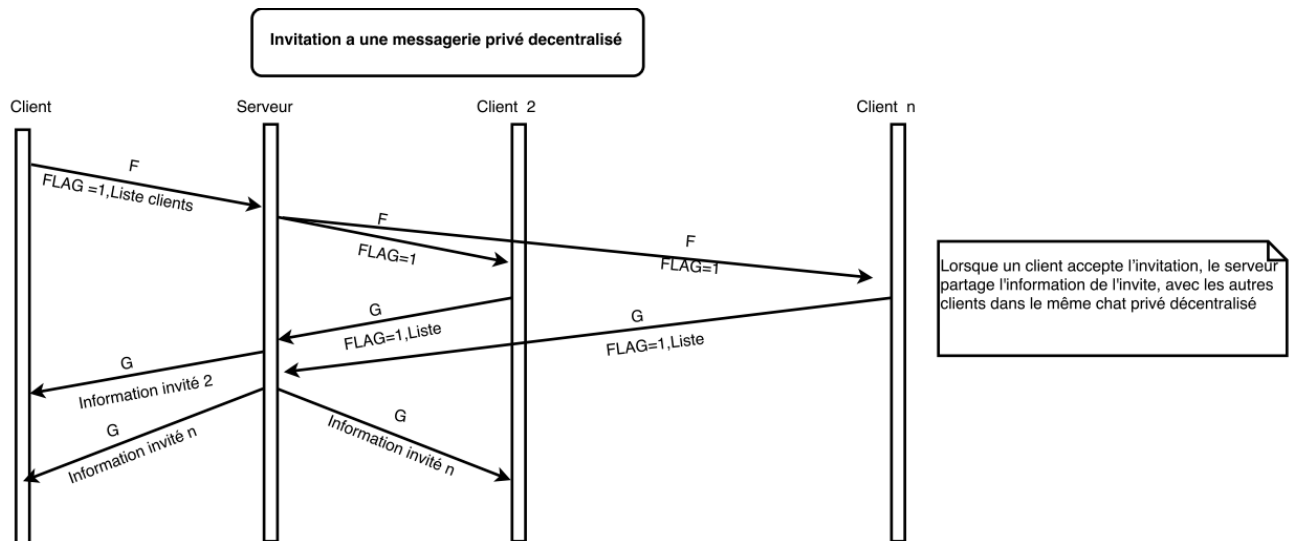 Invitation a une messagerie privé decentralisé
Client
Serveur
Client 2
Client n
F
FLAG =1,Liste clients
F
FLAG=1
F
FLAG=1
Lorsque un client accepte l'invitation, le serveur
partage l'information de l'invite, avec les autres
clients dans le même chat privé décentralisé
G
FLAG=1,Liste
G
FLAG=1,Liste
G
Information invité 2
G
Information invité n
G
Information invité n